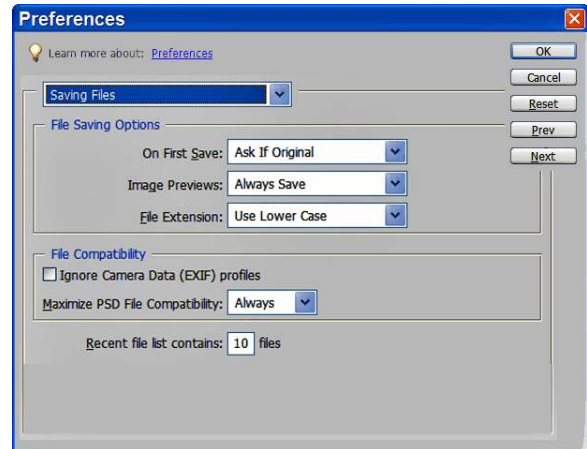 Preferences
Learn more about: Preferences
OK
Cancel
Saving Files
Reset
File Saving Options
Prev
On First Save: Ask If Original
Next
Image Previews: Always Save
File Extension: Use Lower Case
File Compatibility
Ignore Camera Data (EXIF) profiles
Maximize PSD File Compatibility: Always
Recent file list contains: 10 files